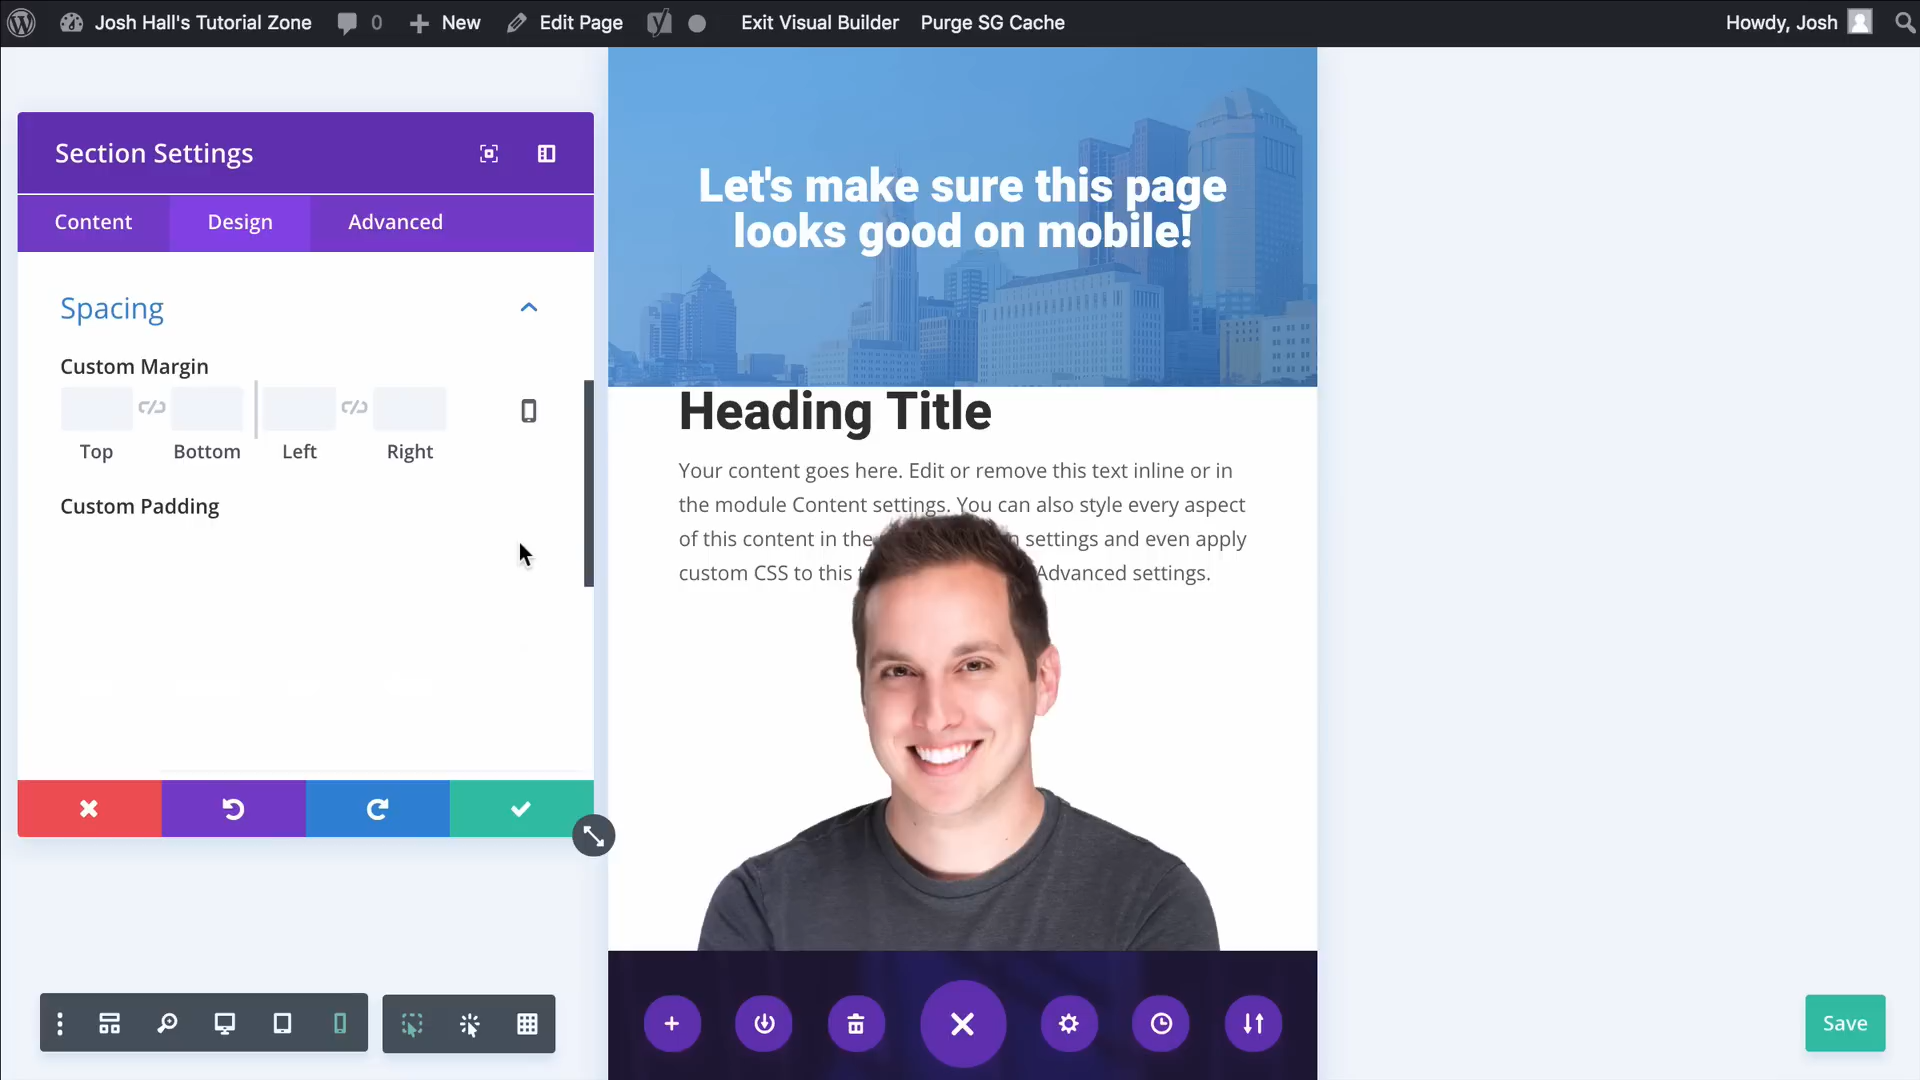 Josh Hall's Tutorial Zone 0 New Edit Page Exit Visual Builder Purge SG Cache Howdy, Josh
Section Settings
Content Design Advanced
Spacing
Custom Margin
Top Bottom Left Right
Custom Padding
Let's make sure this page
looks good on mobile!
Heading Title
Your content goes here. Edit or remove this text inline or in
the module Content settings. You can also style every aspect
of this content in the settings and even apply
custom CSS to this Advanced settings.
Save